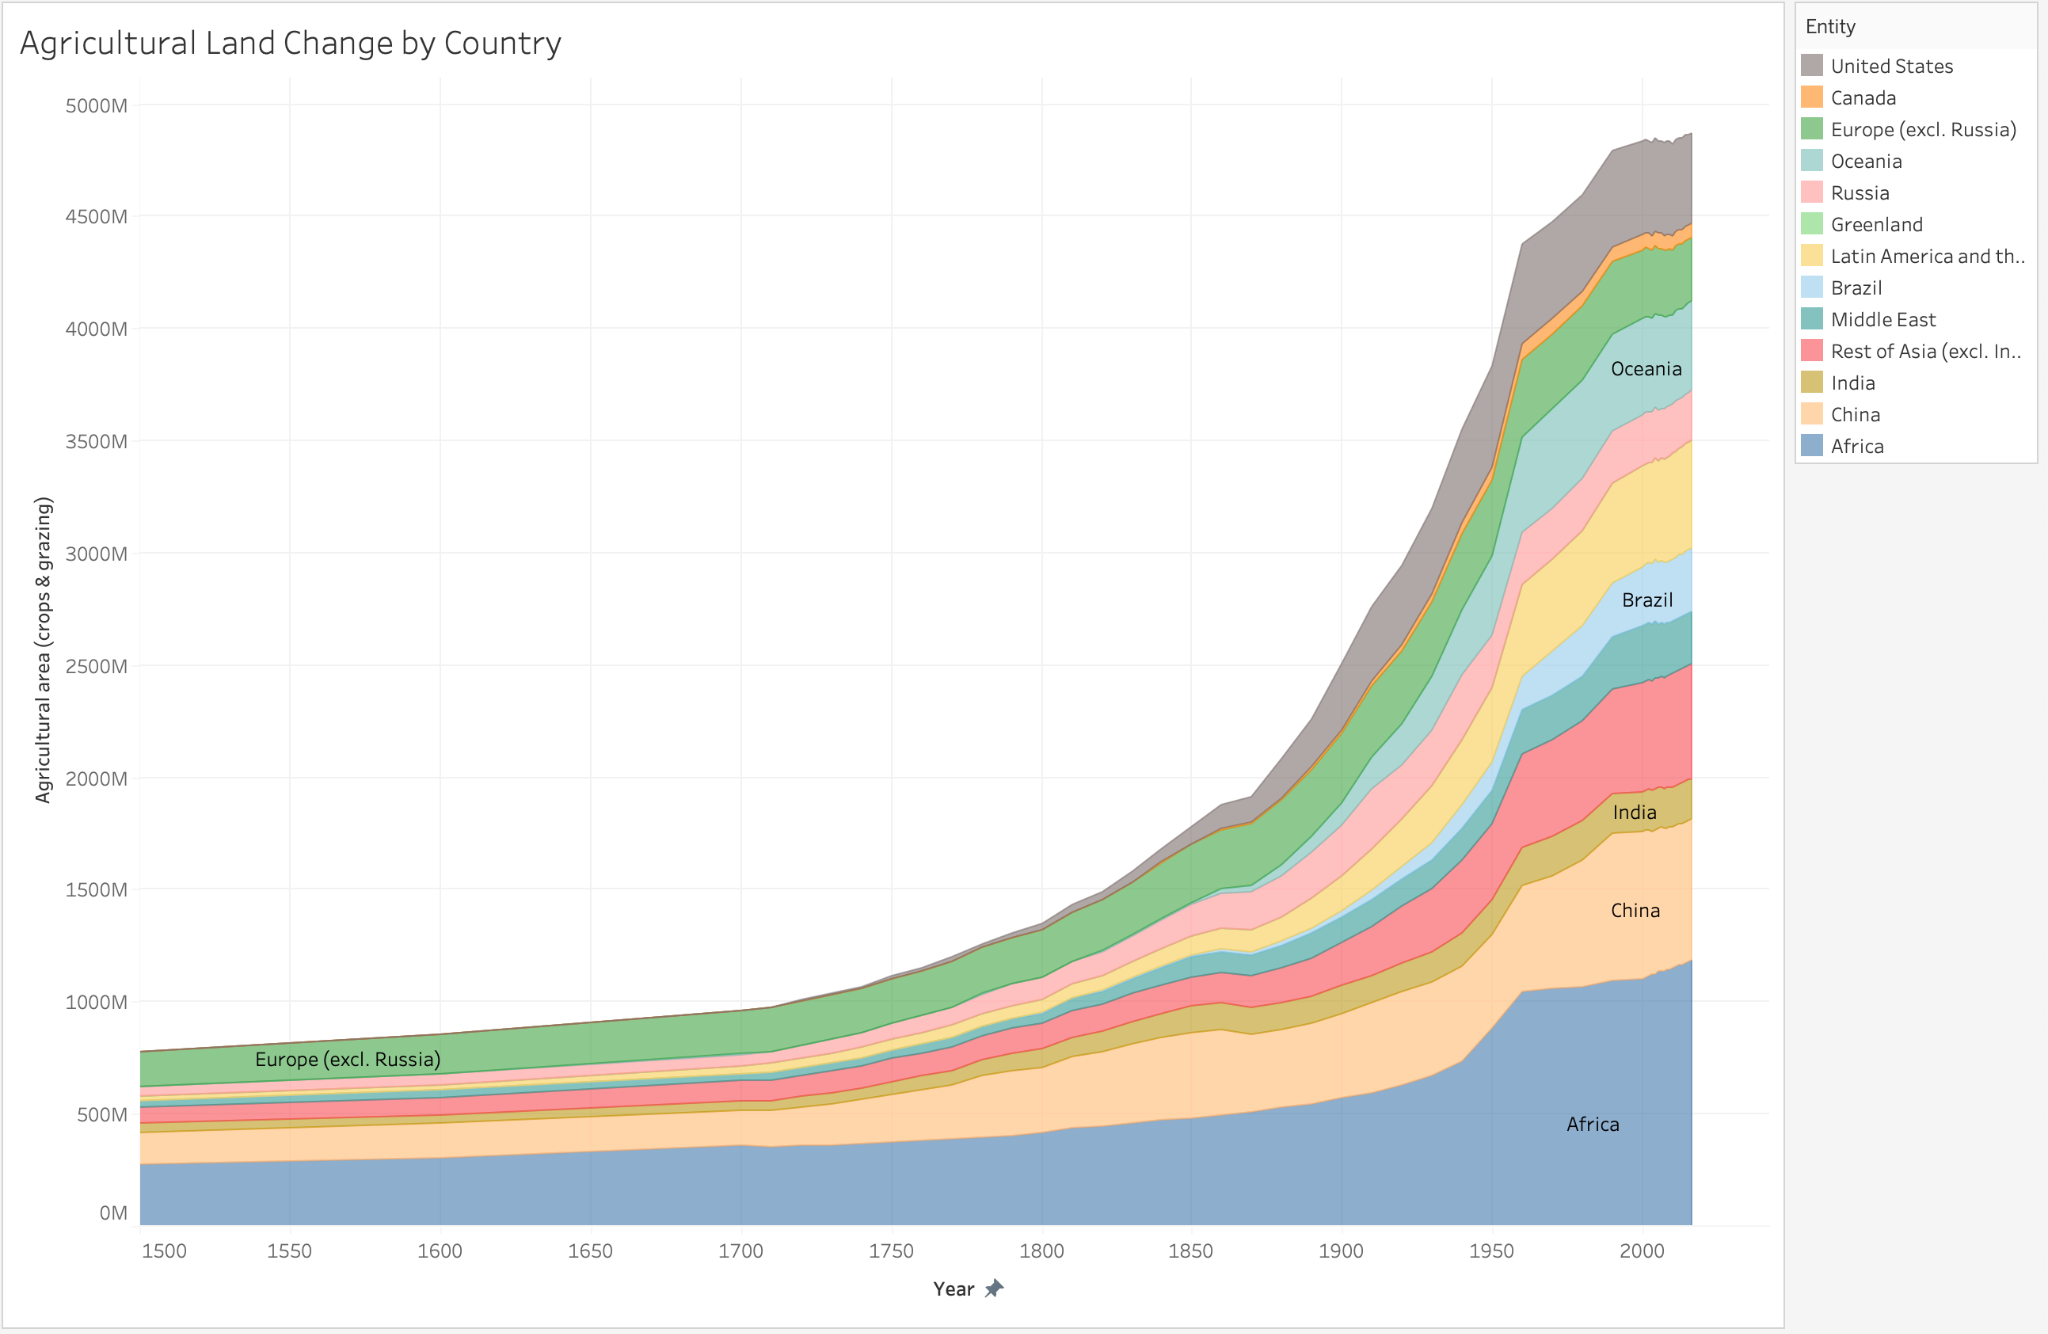 Agricultural Land Change by Country
Entity
United States
Canada
Europe (excl. Russia)
Oceania
Russia
Greenland
Latin America and th..
Brazil
Middle East
Rest of Asia (excl. In..
India
China
Africa
Agricultural area (crops & grazing)
5000M
4500M
4000M
3500M
3000M
2500M
2000M
1500M
1000M
500M
0M
Oceania
Brazil
India
China
Europe (excl. Russia)
Africa
1500 1550 1600 1650 1700 1750 1800 1850 1900 1950 2000
Year